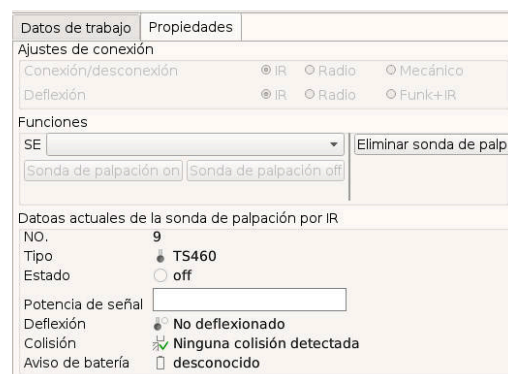 Datos de trabajo Propiedades
Ajustes de conexión
Conexión/desconexión IR Radio Mecánico
Deflexión IR Radio Funk+IR
Funciones
SE Eliminar sonda de palp
Sonda de palpación on Sonda de palpación off
Datoas actuales de la sonda de palpación por IR
NO. 9
Tipo TS460
Estado off
Potencia de señal
Deflexión No deflexionado
Colisión Ninguna colisión detectada
Aviso de batería desconocido